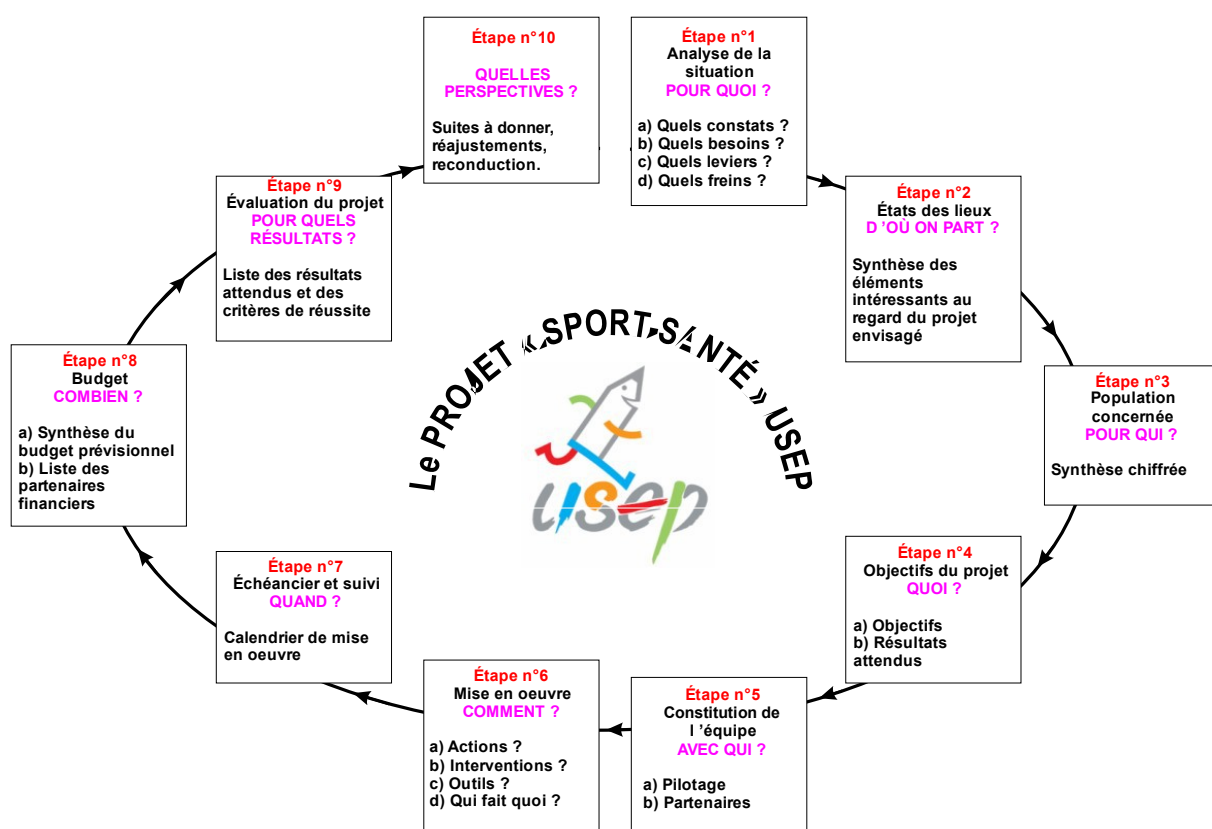 Étape n°10
QUELLES
PERSPECTIVES ?
Suites à donner,
réajustements,
reconduction.
Étape n°1
Analyse de la
situation
POUR QUOI ?
a) Quels constats ?
b) Quels besoins ?
c) Quels leviers ?
d) Quels freins ?
Étape n°2
États des lieux
D ’OÙ ON PART ?
Synthèse des
éléments
intéressants au
regard du projet
envisagé
Étape n°3
Population
concernée
POUR QUI ?
Synthèse chiffrée
Étape n°4
Objectifs du projet
QUOI ?
a) Objectifs
b) Résultats
attendus
Étape n°5
Constitution de
l ’équipe
AVEC QUI ?
a) Pilotage
b) Partenaires
Étape n°6
Mise en oeuvre
COMMENT ?
a) Actions ?
b) Interventions ?
c) Outils ?
d) Qui fait quoi ?
Étape n°7
Échéancier et suivi
QUAND ?
Calendrier de mise
en oeuvre
Étape n°8
Budget
COMBIEN ?
a) Synthèse du
budget prévisionnel
b) Liste des
partenaires
financiers
Étape n°9
Évaluation du projet
POUR QUELS
RÉSULTATS ?
Liste des résultats
attendus et des
critères de réussite
Le PROJET « SPORT-SANTÉ » USEP
usep